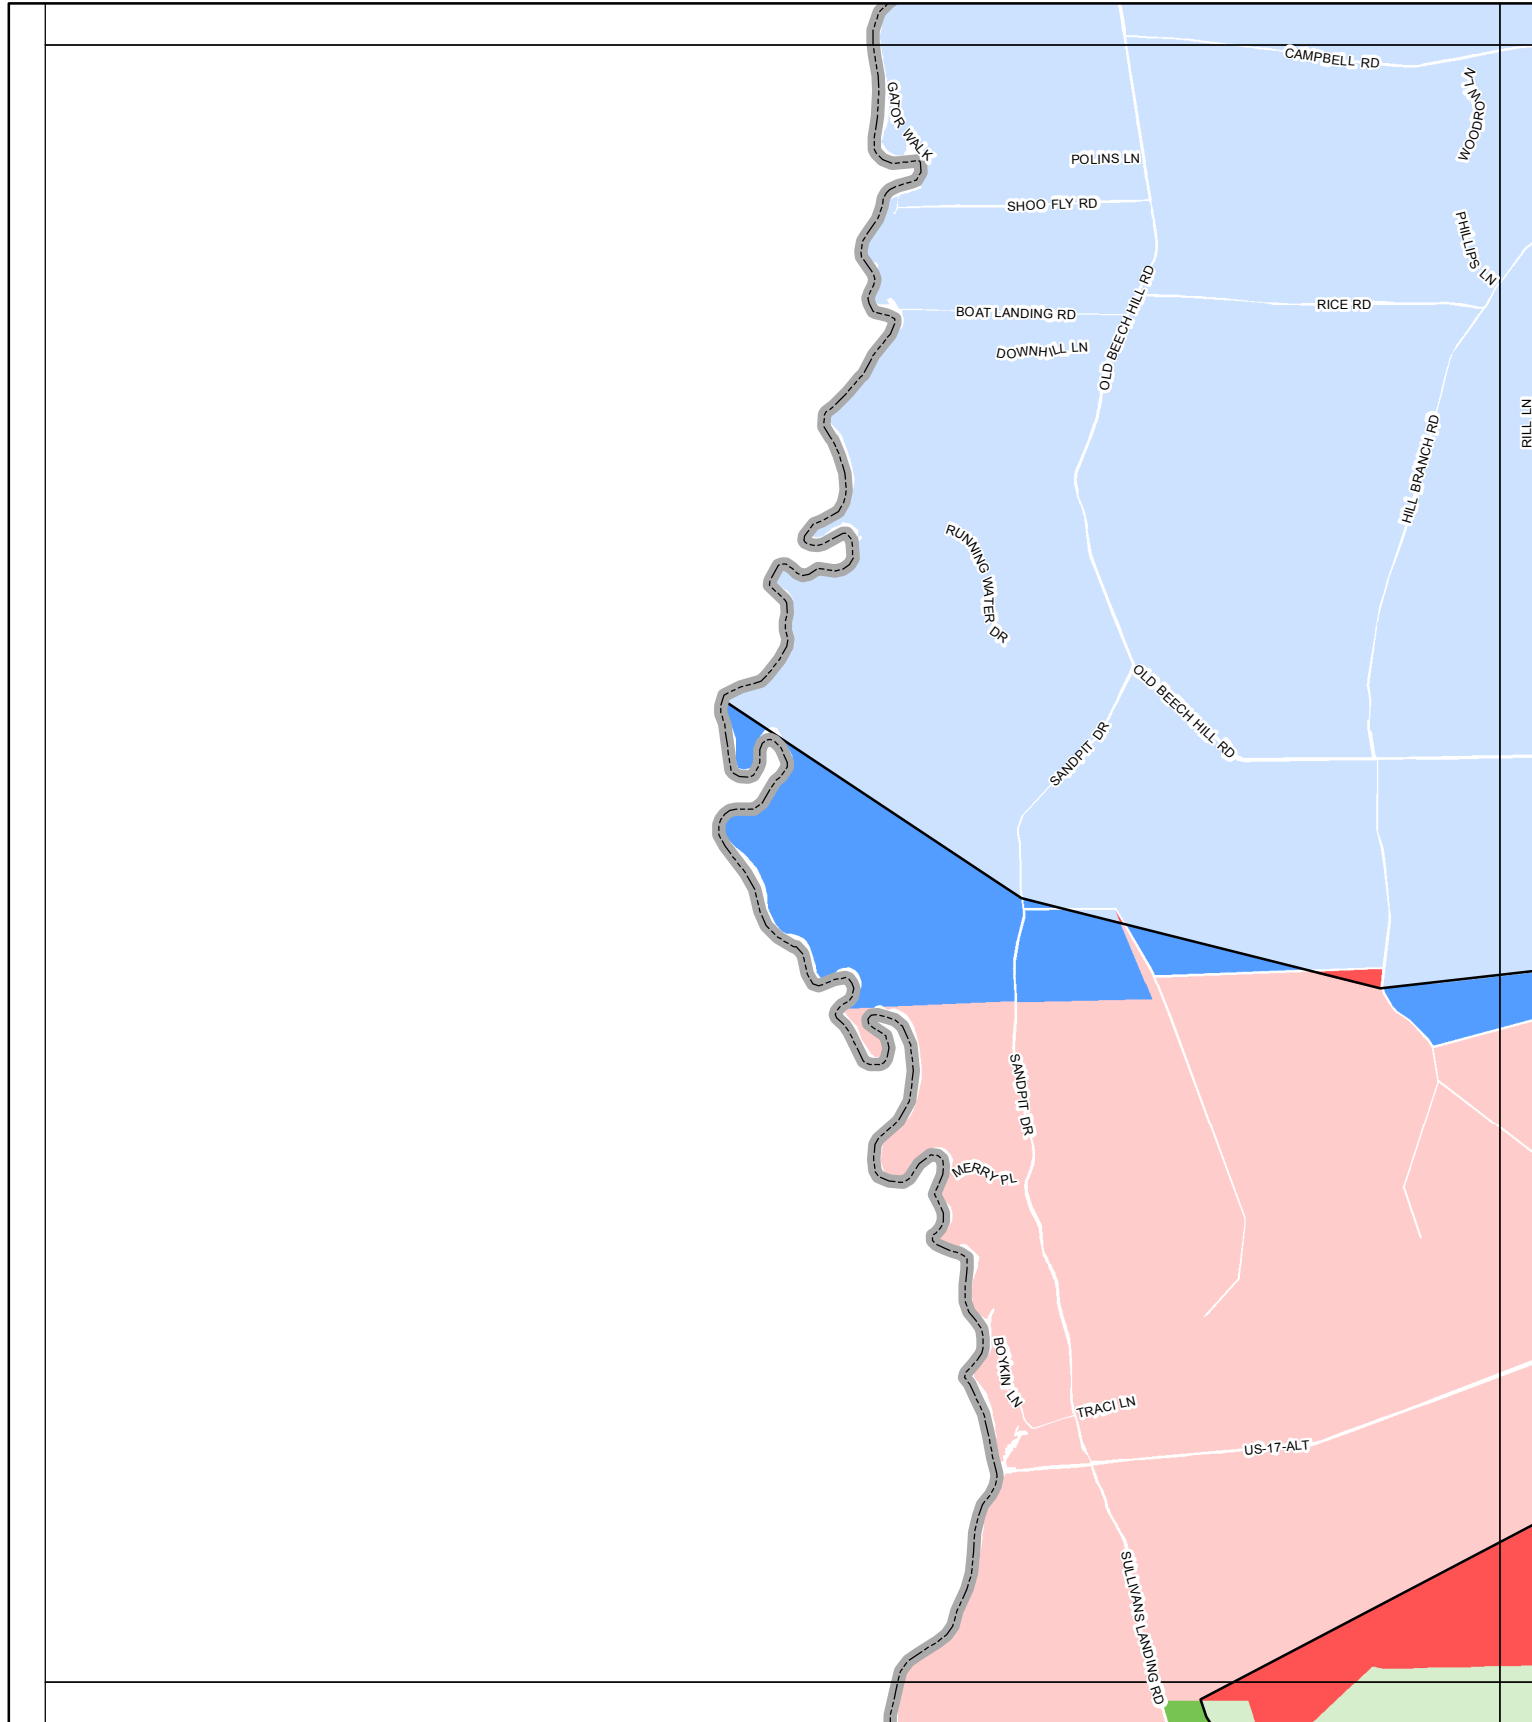 CAMPBELL RD
WOODROW LN
GATOR WALK
POLINS LN
SHOO FLY RD
PHILLIPS LN
OLD BEECH HILL RD
RICE RD
BOAT LANDING RD
DOWNHILL LN
RILL LN
HILL BRANCH RD
RUNNING WATER DR
OLD BEECH HILL RD
SANDPIT DR
SANDPIT DR
MERRY PL
BOYKIN LN
TRACI LN
US-17-ALT
SULLIVANS LANDING RD